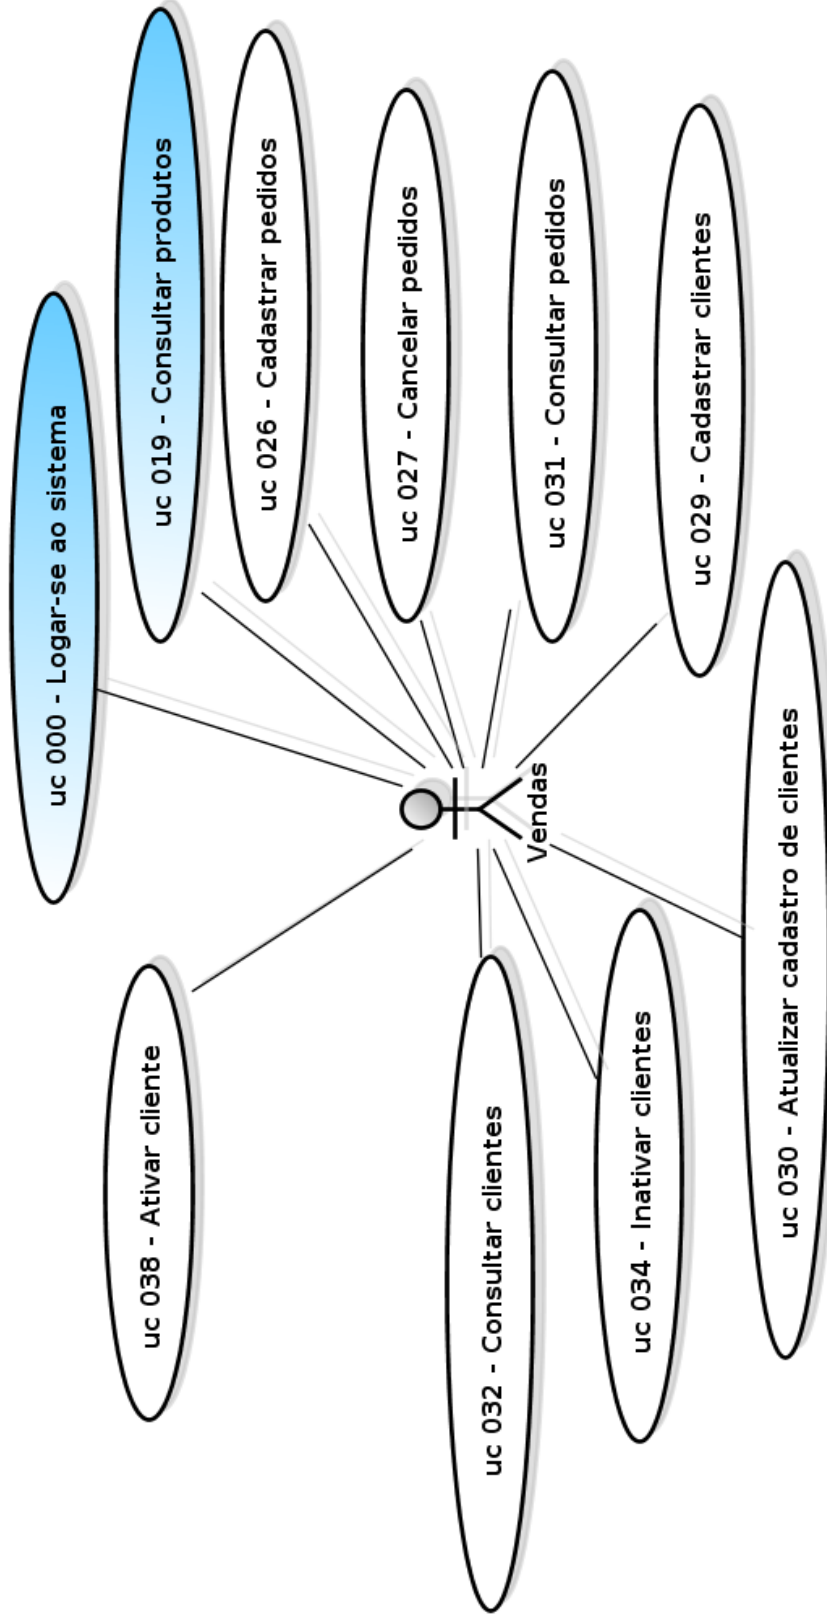 uc 000 - Logar-se ao sistema
uc 038 - Ativar cliente
uc 019 - Consultar produtos
uc 026 - Cadastrar pedidos
uc 027 - Cancelar pedidos
uc 032 - Consultar clientes
Vendas
uc 031 - Consultar pedidos
uc 034 - Inativar clientes
uc 029 - Cadastrar clientes
uc 030 - Atualizar cadastro de clientes